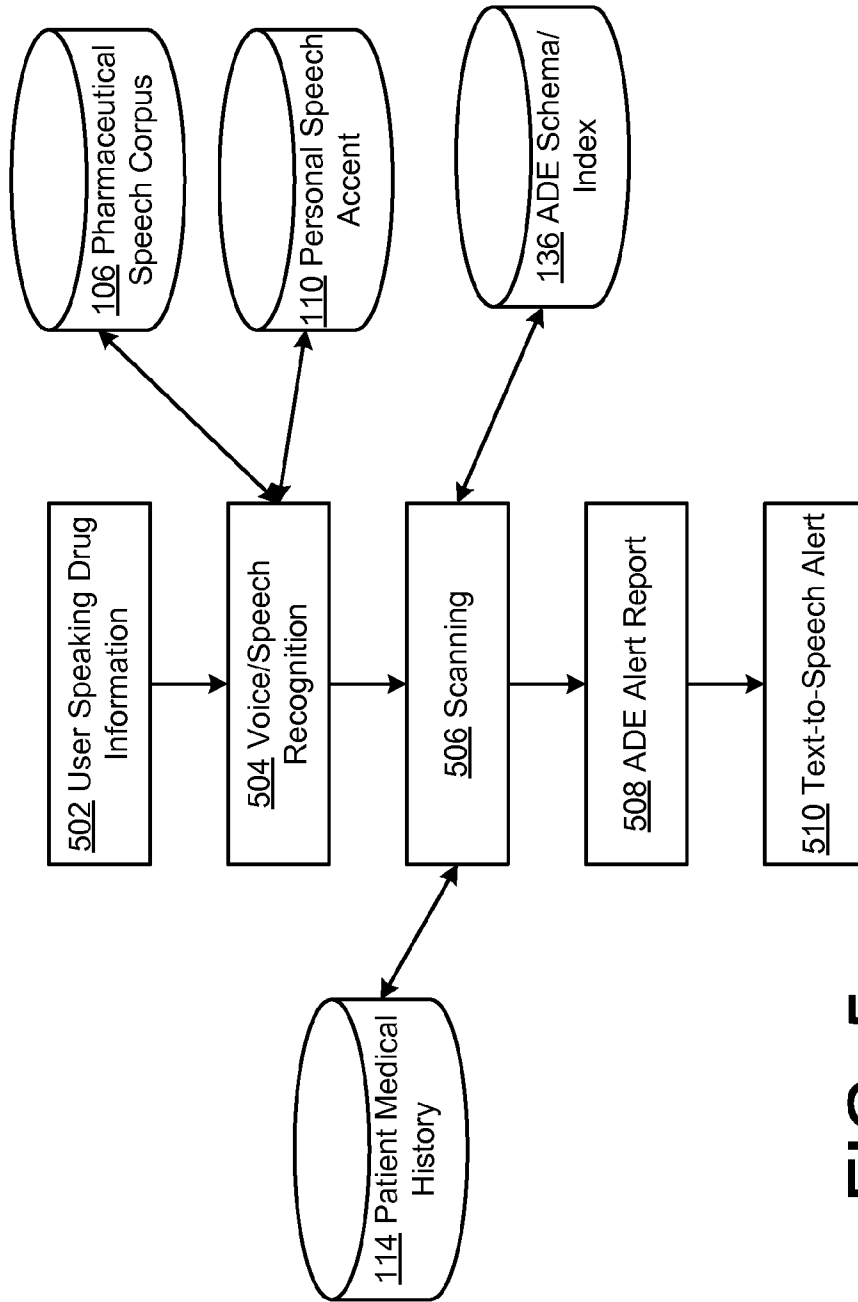 502 User Speaking Drug
Information
504 Voice/Speech
Recognition
506 Scanning
508 ADE Alert Report
510 Text-to-Speech Alert
106 Pharmaceutical
Speech Corpus
110 Personal Speech
Accent
136 ADE Schema/
Index
114 Patient Medical
History
FIG. 5